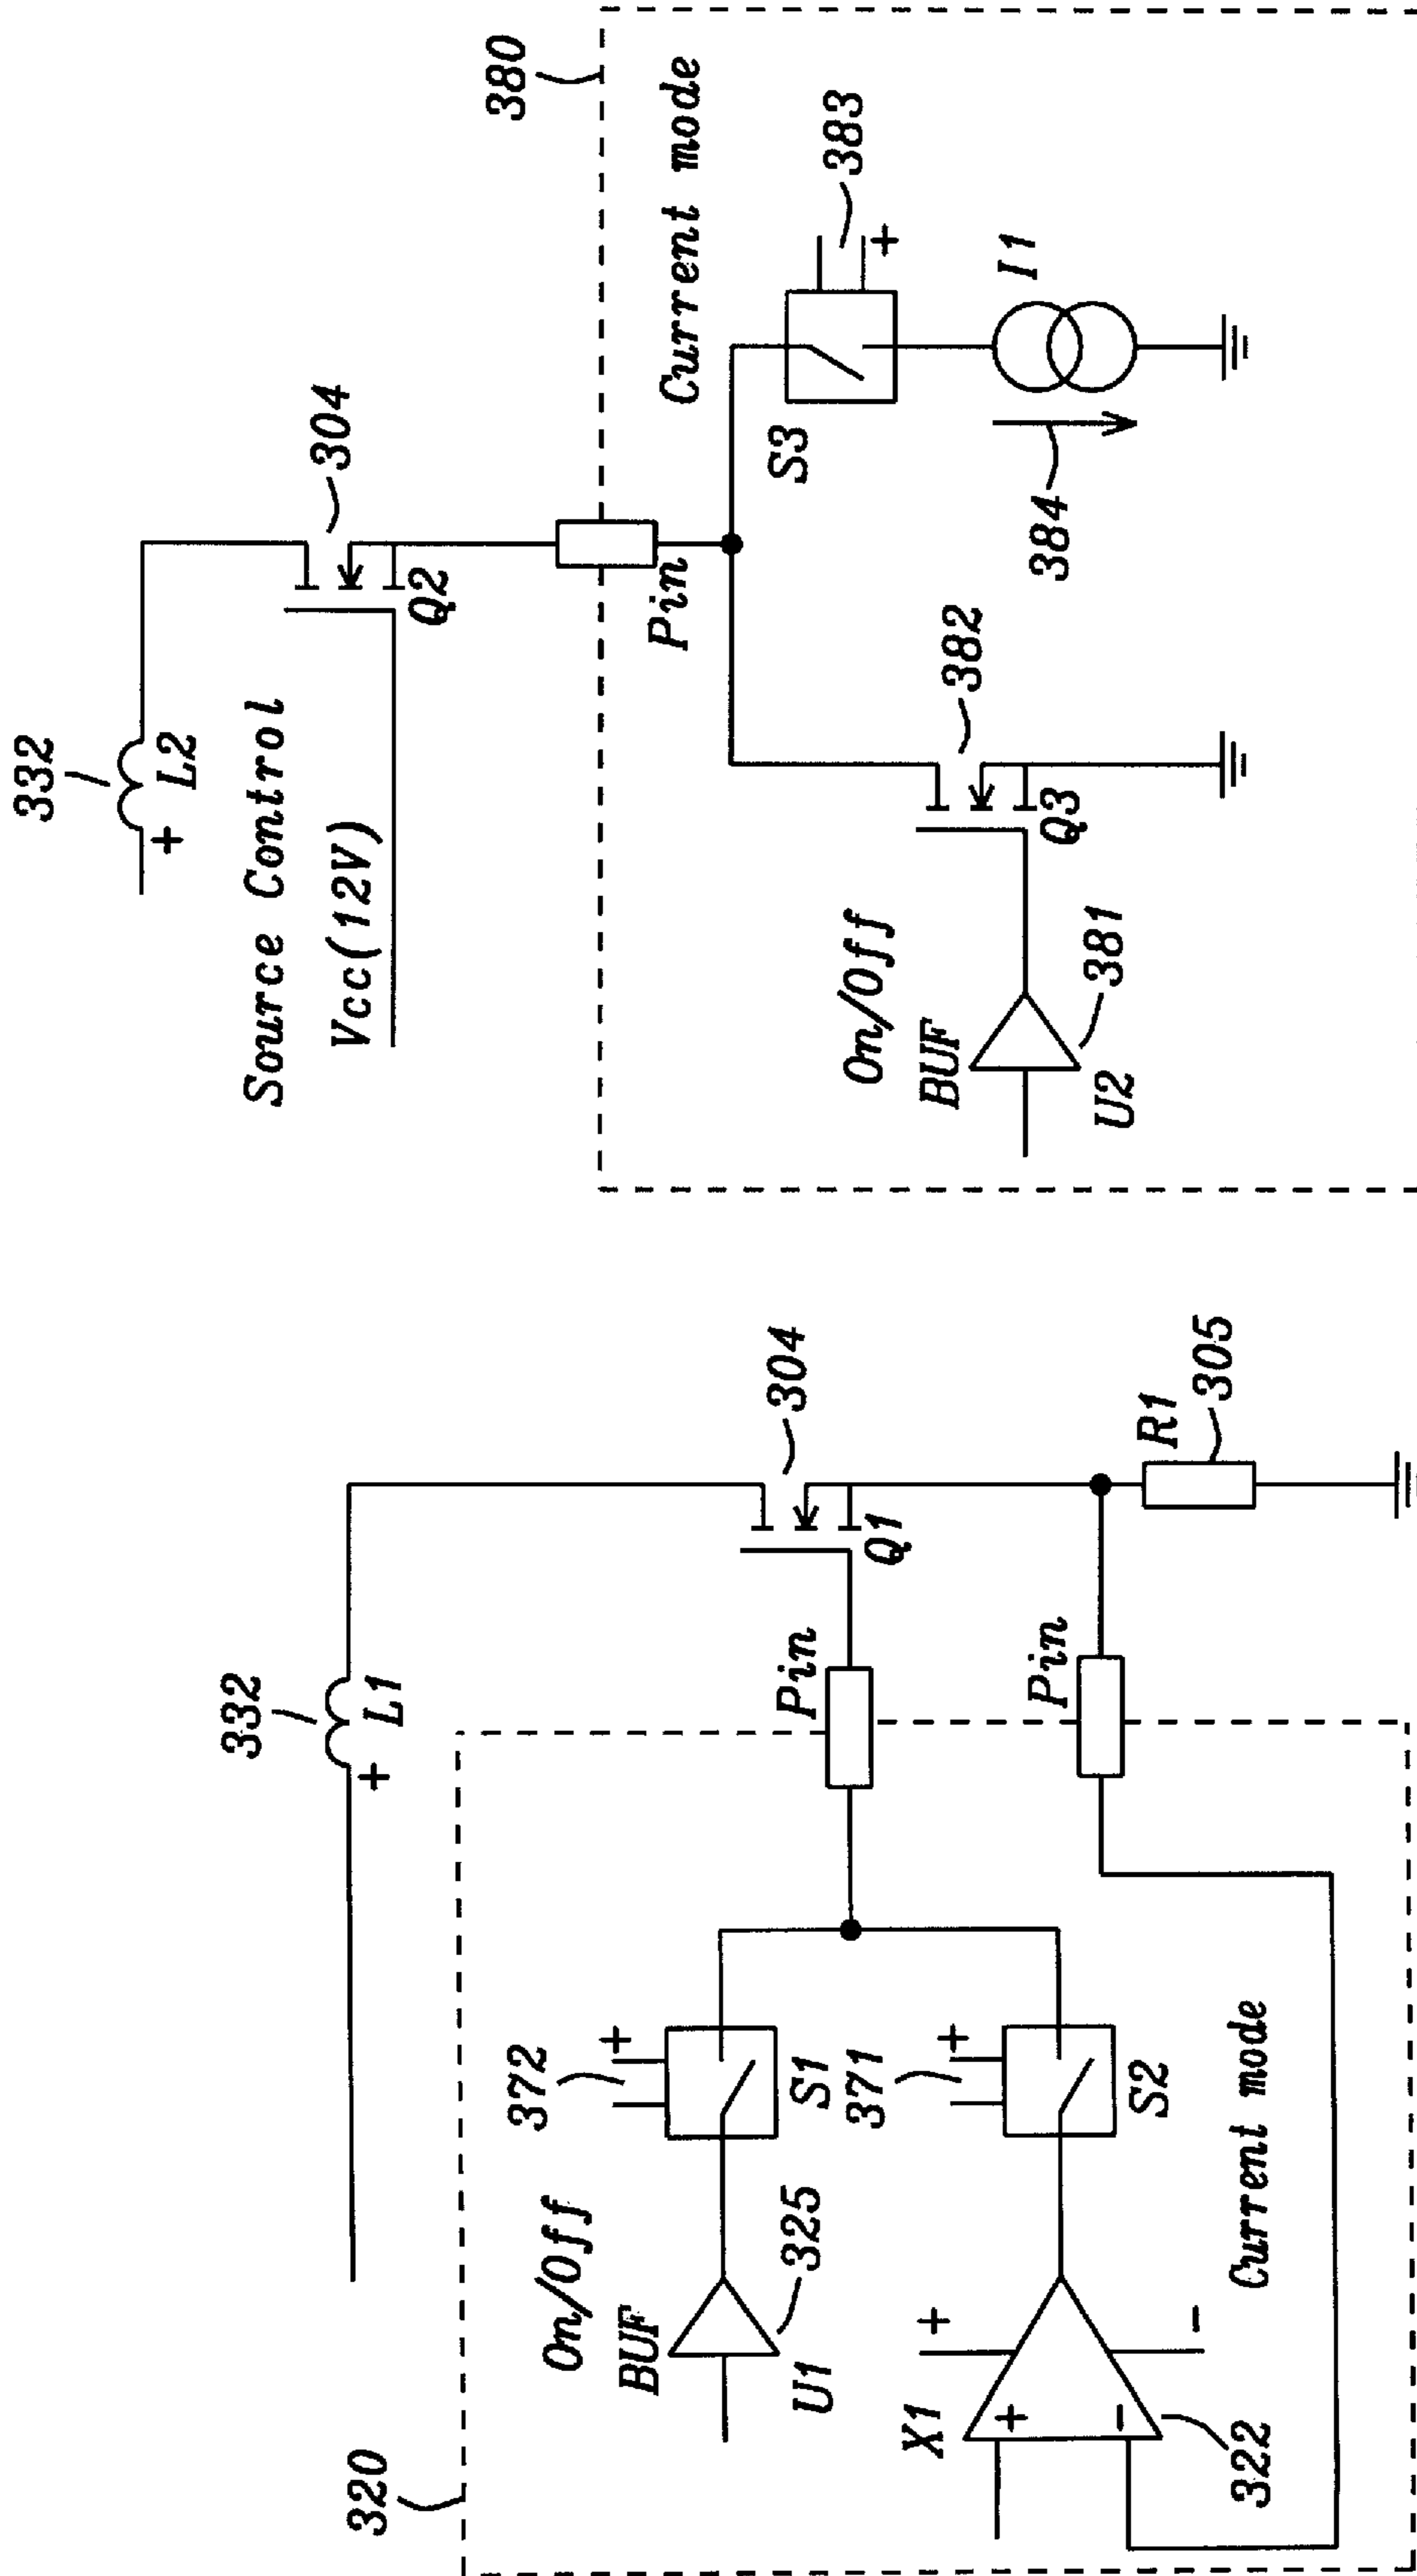 320
332
+
L1
On/Off
BUF
325
U1
372
+
S1
Pin
304
Q1
X1
+
+
-
-
322
371
+
S2
Pin
Current mode
R1
305
332
+
L2
Source Control
Vcc(12V)
304
Q2
380
Pin
Current mode
On/Off
BUF
381
U2
382
Q3
S3
383
+
384
I1